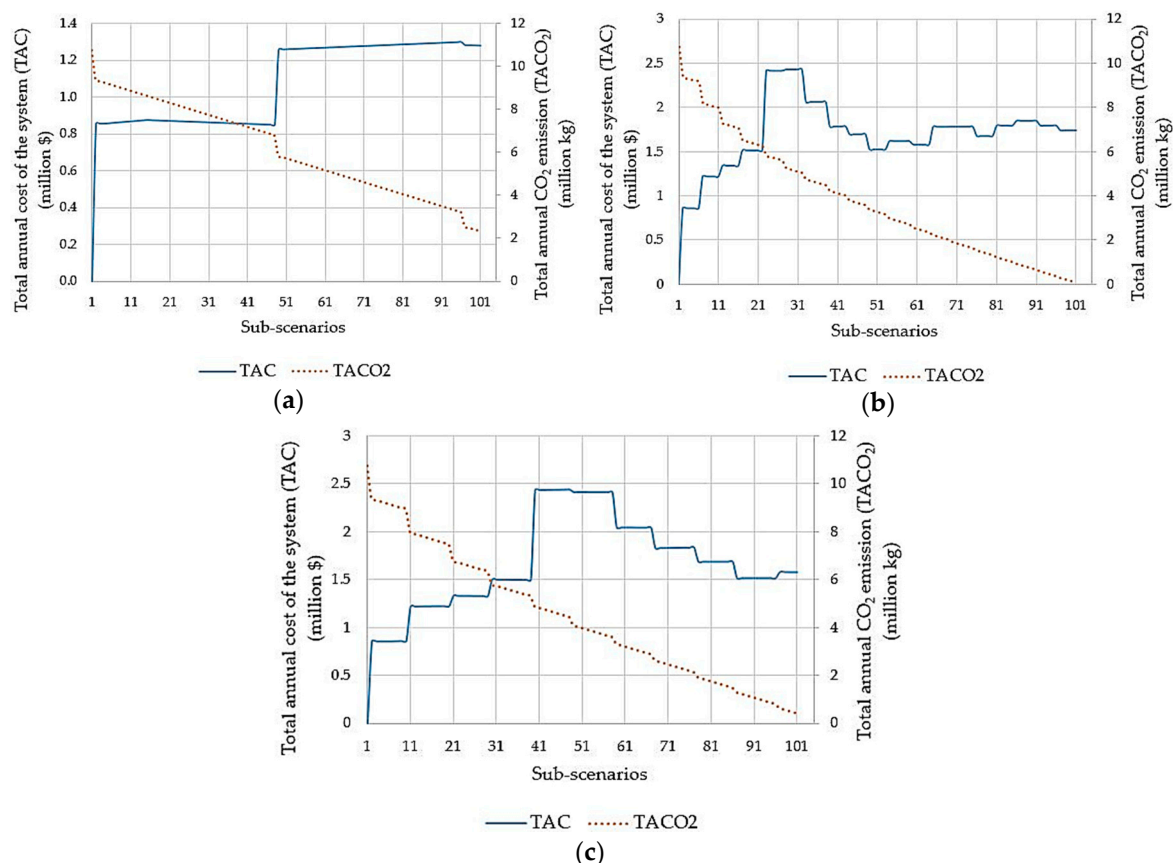 Total annual cost of the system (TAC)
(million $)
1.4
1.2
1.0
0.8
0.6
0.4
0.2
0.0
12
10
8
6
4
2
0
Total annual CO2 emission (TACO2)
(million kg)
1 11 21 31 41 51 61 71 81 91 101
Sub-scenarios
TAC TACO2
(a)
Total annual cost of the system (TAC)
(million $)
3
2.5
2
1.5
1
0.5
0
12
10
8
6
4
2
0
Total annual CO2 emission (TACO2)
(million kg)
1 11 21 31 41 51 61 71 81 91 101
Sub-scenarios
TAC TACO2
(b)
Total annual cost of the system (TAC)
(million $)
3
2.5
2
1.5
1
0.5
0
12
10
8
6
4
2
0
Total annual CO2 emission (TACO2)
(million kg)
1 11 21 31 41 51 61 71 81 91 101
Sub-scenarios
TAC TACO2
(c)